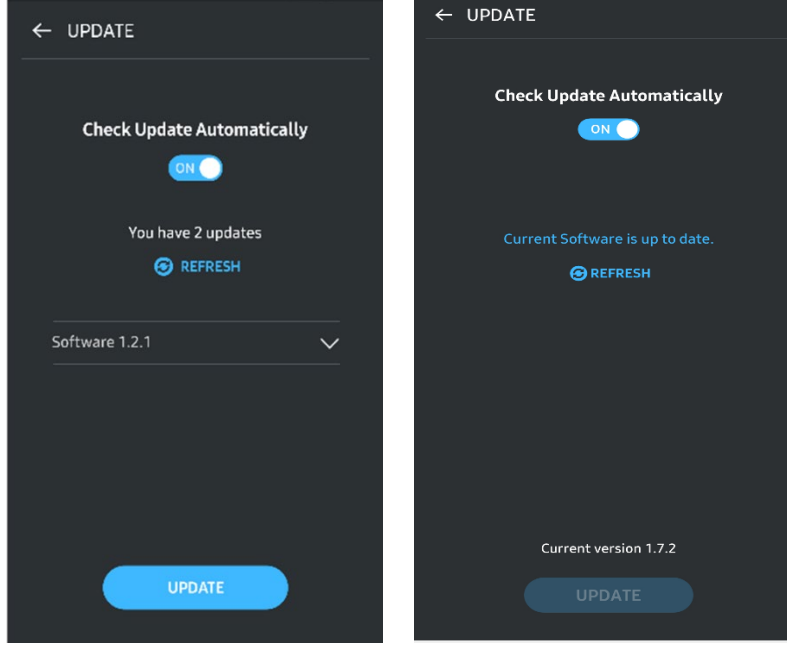 UPDATE
Check Update Automatically
ON
You have 2 updates
REFRESH
Software 1.2.1
UPDATE
UPDATE
Check Update Automatically
ON
Current Software is up to date.
REFRESH
Current version 1.7.2
UPDATE